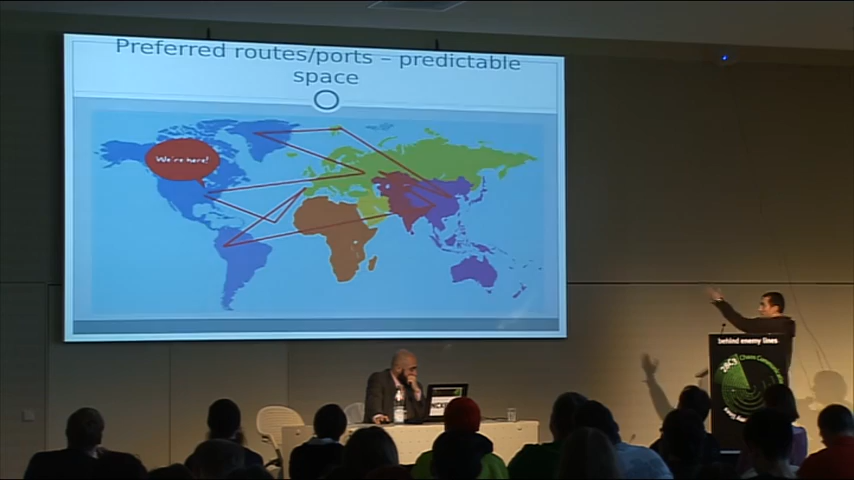 Preferred routes/ports – predictable
space
We're here!
behind enemy lines